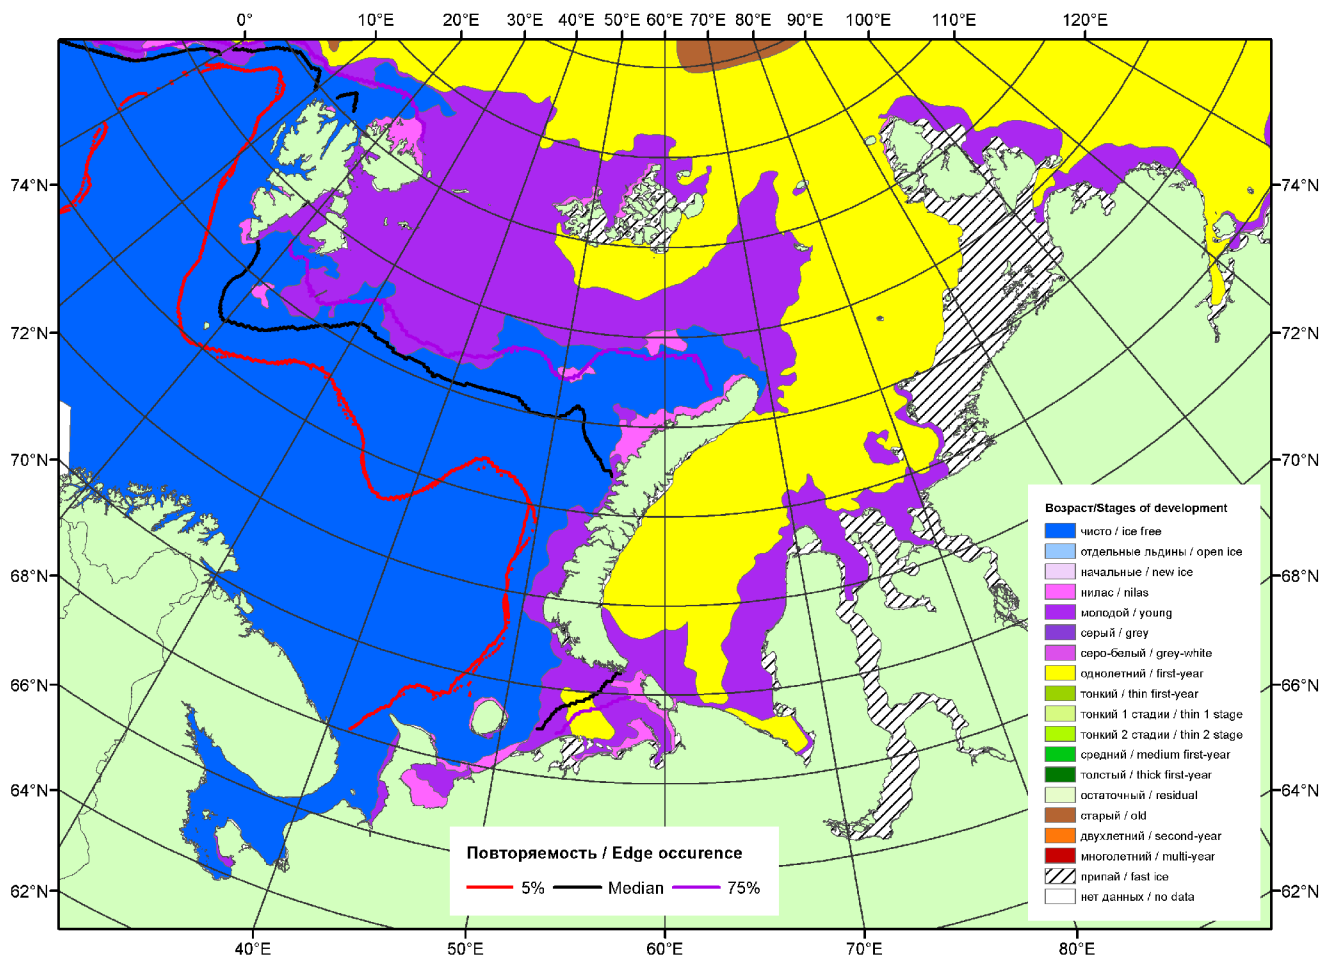 0° 10°E 20°E 30°E 40°E 50°E 60°E 70°E 80°E 90°E 100°E 110°E 120°E
74°N 74°N
72°N 72°N
70°N 70°N
68°N 68°N
66°N 66°N
64°N 64°N
62°N 62°N
Возраст/Stages of development
чисто / ice free
отдельные льдины / open ice
начальные / new ice
нилас / nilas
молодой / young
серый / grey
серо-белый / grey-white
однолетний / first-year
тонкий / thin first-year
тонкий 1 стадии / thin 1 stage
тонкий 2 стадии / thin 2 stage
средний / medium first-year
толстый / thick first-year
остаточный / residual
старый / old
двухлетний / second-year
многолетний / multi-year
припай / fast ice
нет данных / no data
Повторяемость / Edge occurence
5% Median 75%
40°E 50°E 60°E 70°E 80°E